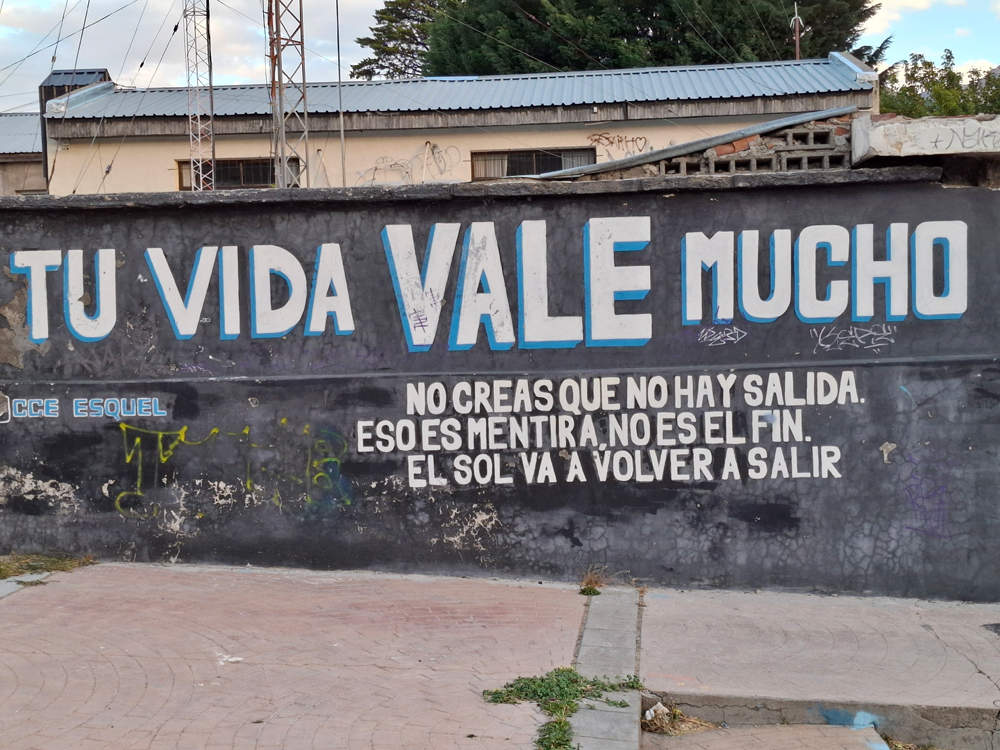 TU VIDA VALE MUCHO
CCE ESQUEL
NO CREAS QUE NO HAY SALIDA.
ESO ES MENTIRA, NO ES EL FIN.
EL SOL VA A VOLVER A SALIR